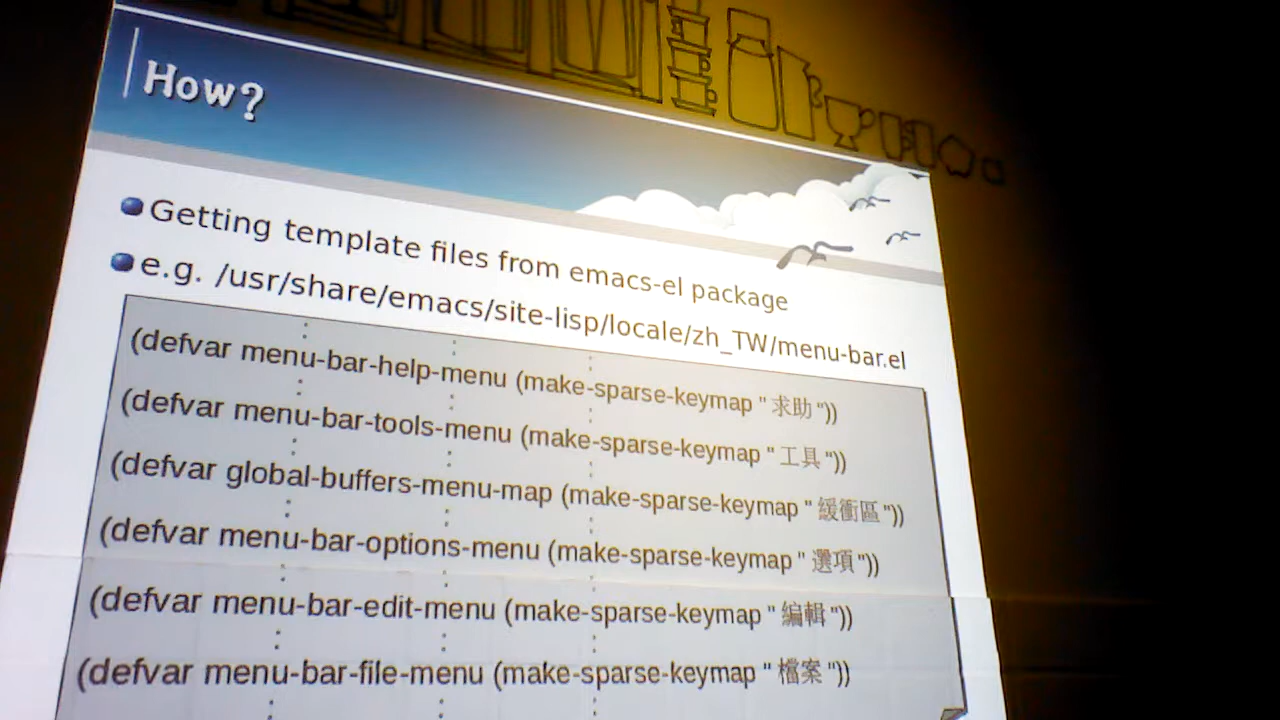 How?
Getting template files from emacs-el package
e.g. /usr/share/emacs/site-lisp/locale/zh_TW/menu-bar.el
(defvar menu-bar-help-menu (make-sparse-keymap " 求助 "))
(defvar menu-bar-tools-menu (make-sparse-keymap " 工具 "))
(defvar global-buffers-menu-map (make-sparse-keymap " 緩衝區 "))
(defvar menu-bar-options-menu (make-sparse-keymap " 選項 "))
(defvar menu-bar-edit-menu (make-sparse-keymap " 編輯 "))
(defvar menu-bar-file-menu (make-sparse-keymap " 檔案 "))